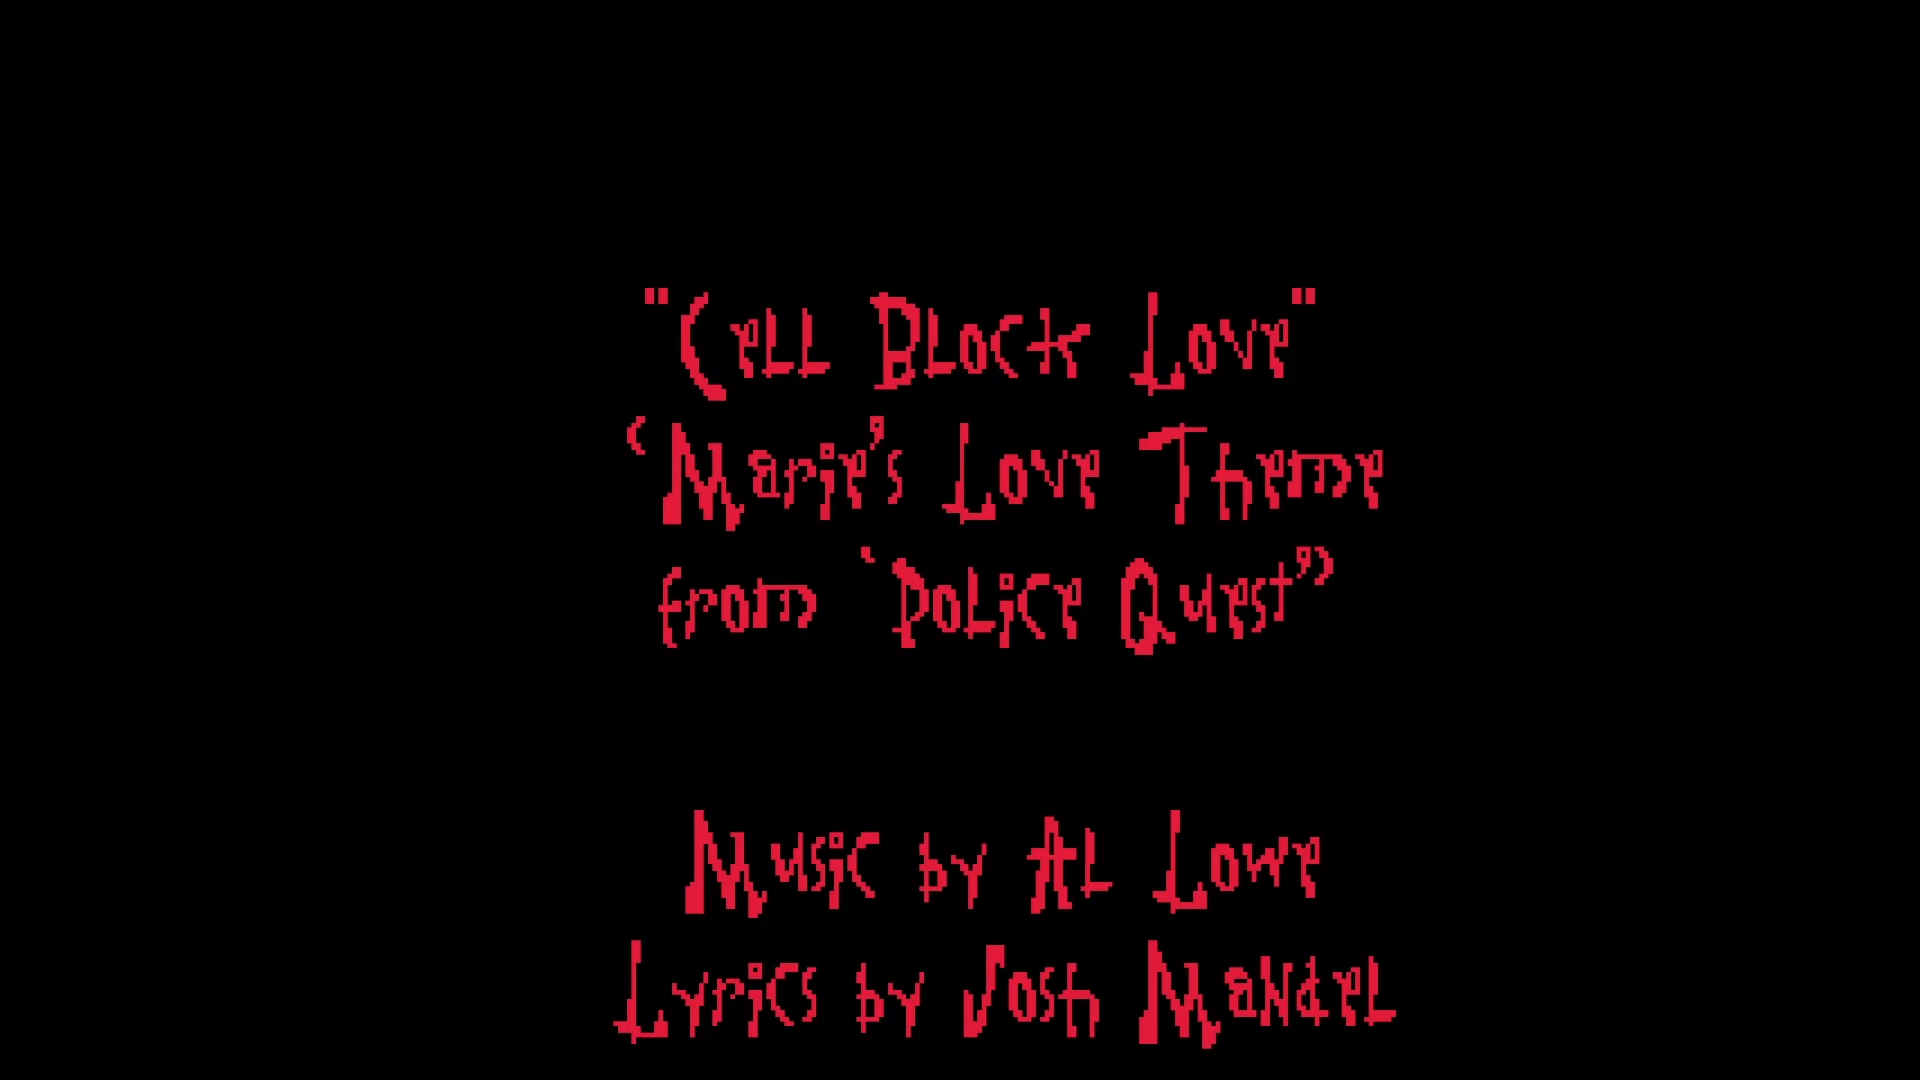 "Cell Block Love"
(Marie's Love Theme
from 'Police Quest')
Music by Al Lowe
Lyrics by Josh Mandel